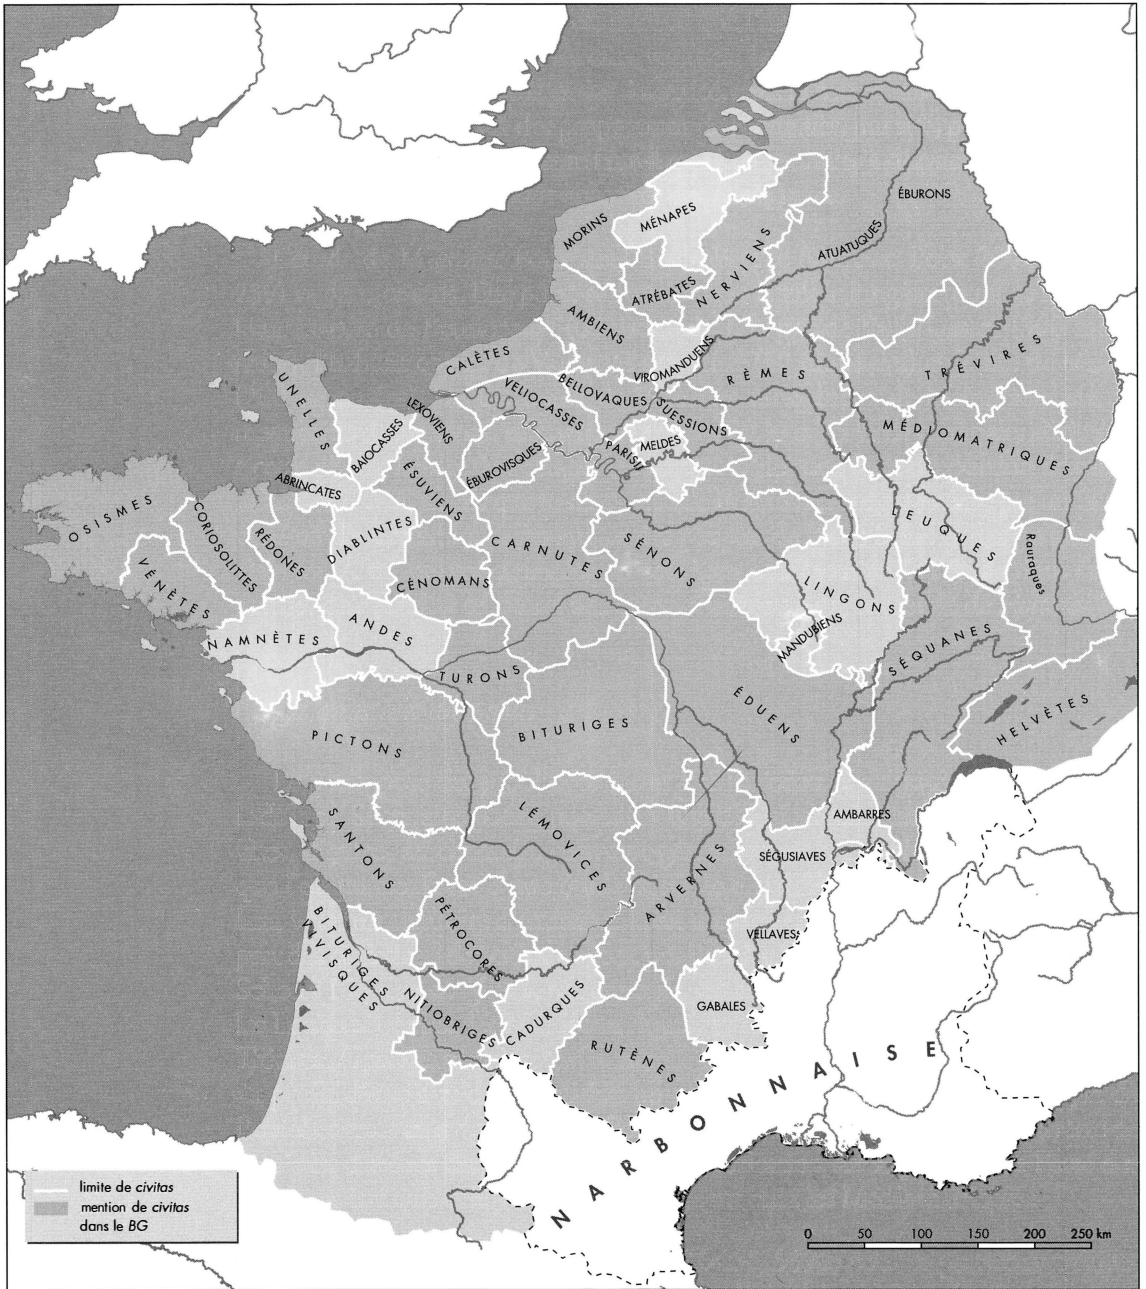 ÉBURONS
MÉNAPES
MORINS
ATUATUQUES
NERVIENS
ATRÉBATES
AMBIENS
VIROMANDUENS
CALÈTES
TRÉVIRES
RÈMES
BELLOVAQUES
UNELLES
VELIOCASSES
LEXOVIENS
SUESSIONS
MÉDIOMATRIQUES
BAIOCASSES
MELDES
PARISII
ÉBUROVISQUES
ÉSUVIENS
ABRINCATES
OSISMES
CORIOSOLITTES
RÉDONES
DIABLINTES
CARNUTES
SÉNONS
LEUQUES
Rauraques
VÉNÈTES
CÉNOMANS
LINGONS
MANDUBIENS
NAMNÈTES
ANDES
SÉQUANES
TURONS
ÉDUENS
HELVÈTES
PICTONS
BITURIGES
AMBARRES
SANTONS
LÉMOVICES
ARVERNES
SÉGUSIAVES
PÉTROCORES
VELLAVES
BITURIGES
VIVISQUES
NITIOBRIGES
CADURQUES
GABALES
RUTÈNES
NARBONNAISE
limite de civitas
mention de civitas
dans le BG
0 50 100 150 200 250 km